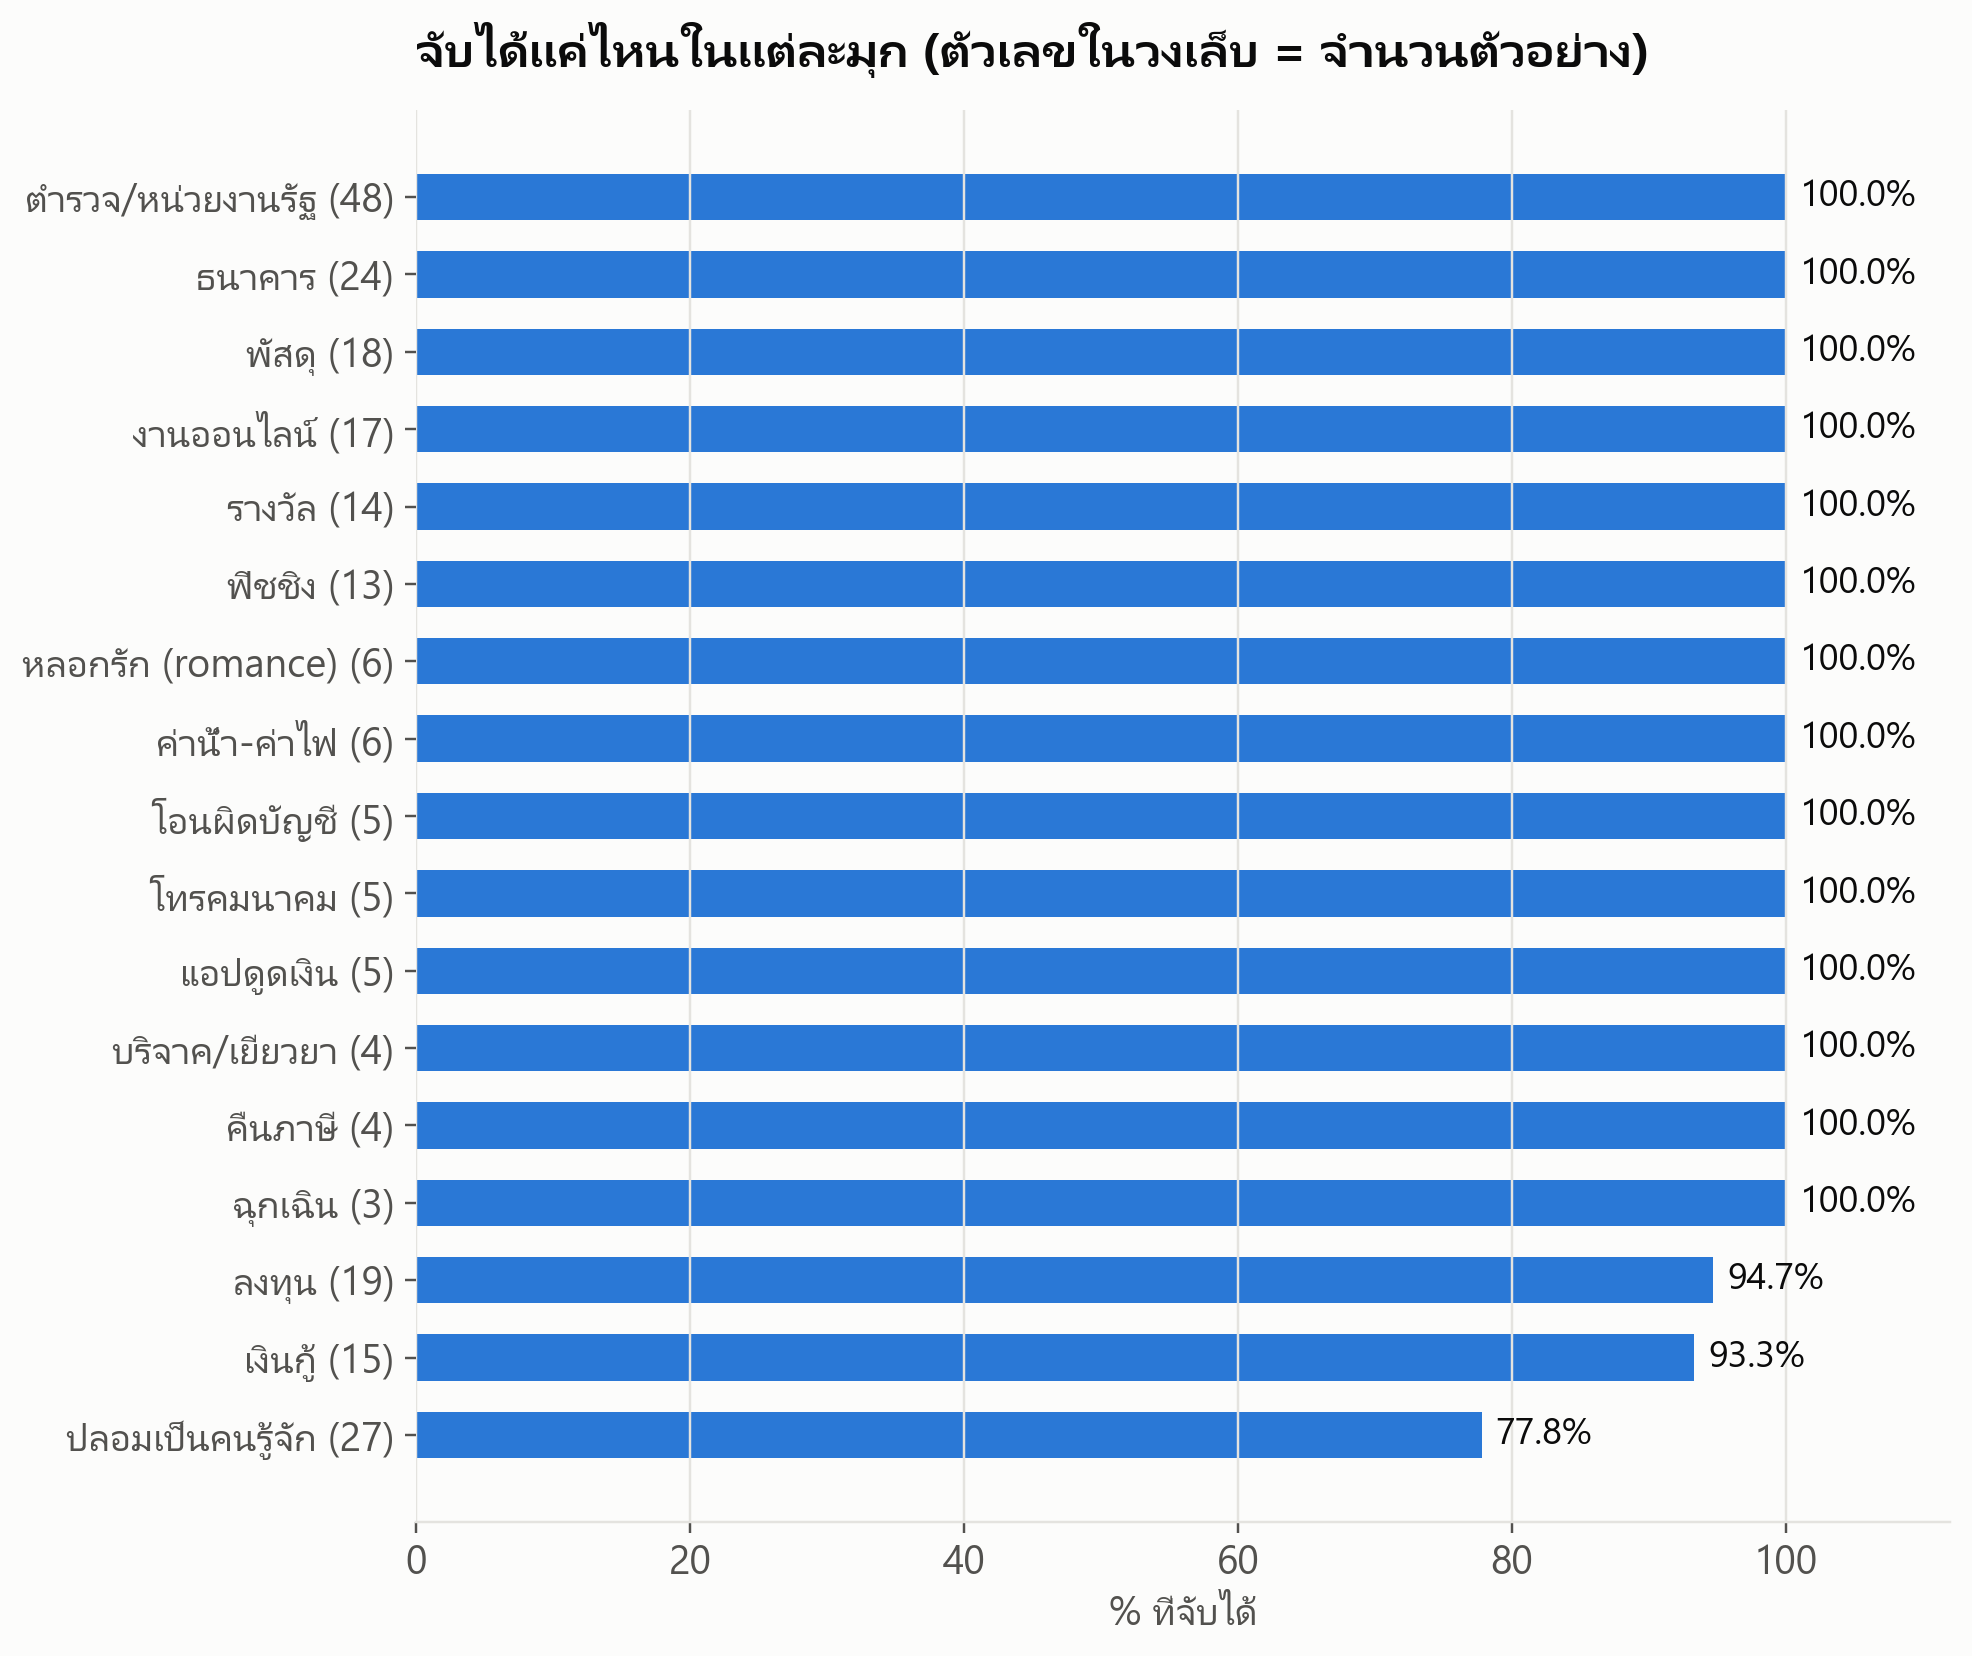 จับได้แค่ไหนในแต่ละมุก (ตัวเลขในวงเล็บ = จำนวนตัวอย่าง)
ตำรวจ/หน่วยงานรัฐ (48) 100.0%
ธนาคาร (24) 100.0%
พัสดุ (18) 100.0%
งานออนไลน์ (17) 100.0%
รางวัล (14) 100.0%
ฟิชชิง (13) 100.0%
หลอกรัก (romance) (6) 100.0%
ค่าน้ำ-ค่าไฟ (6) 100.0%
โอนผิดบัญชี (5) 100.0%
โทรคมนาคม (5) 100.0%
แอปดูดเงิน (5) 100.0%
บริจาค/เยียวยา (4) 100.0%
คืนภาษี (4) 100.0%
ฉุกเฉิน (3) 100.0%
ลงทุน (19) 94.7%
เงินกู้ (15) 93.3%
ปลอมเป็นคนรู้จัก (27) 77.8%
0 20 40 60 80 100
% ที่จับได้